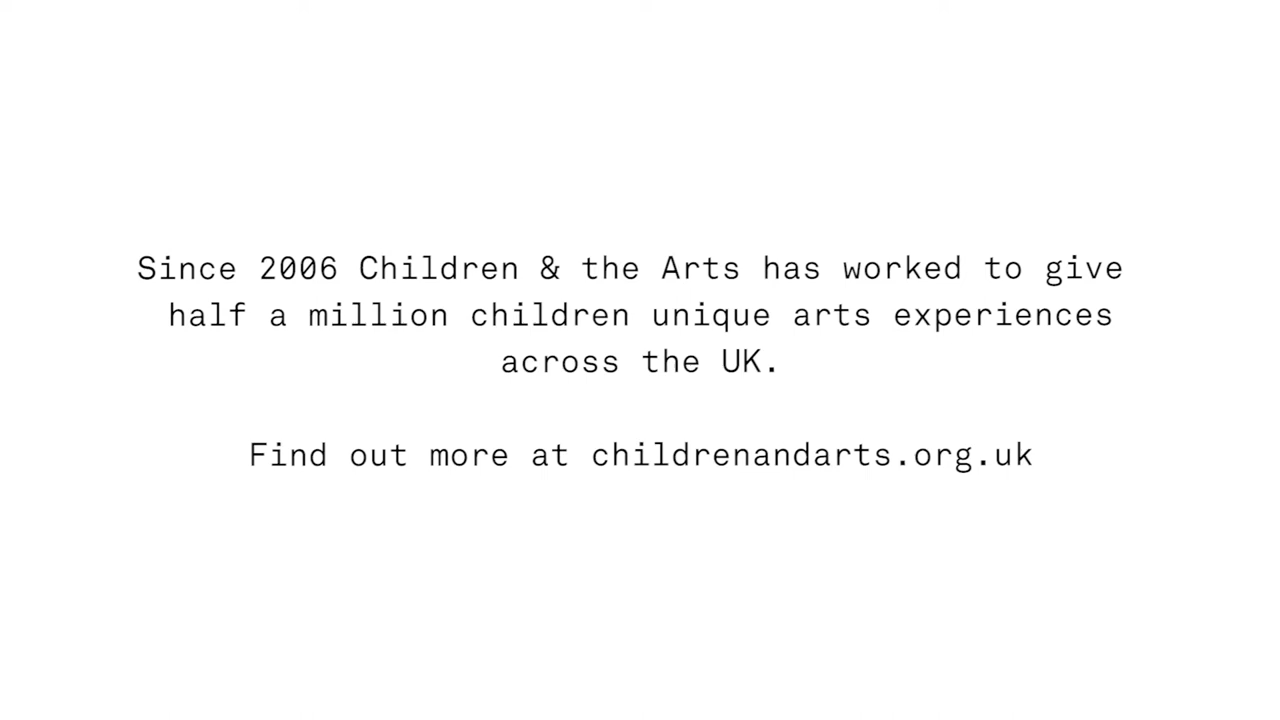 Since 2006 Children & the Arts has worked to give
half a million children unique arts experiences
across the UK.
Find out more at childrenandarts.org.uk